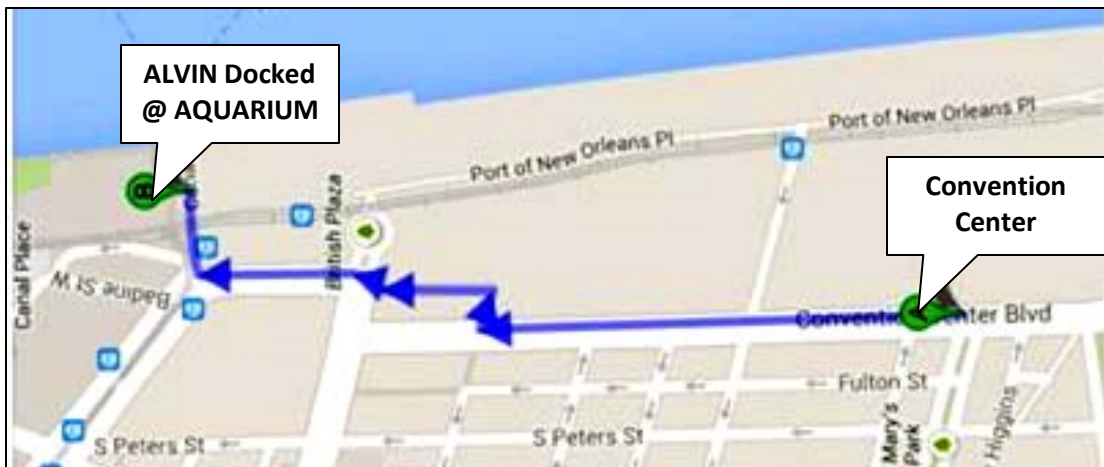 ALVIN Docked
@ AQUARIUM
Port of New Orleans Pl
Port of New Orleans Pl
Convention
Center
British Plaza
Canal Place
Badine St W
Center Blvd
Fulton St
S Peters St
S Peters St
Mary's
Park
Higgins